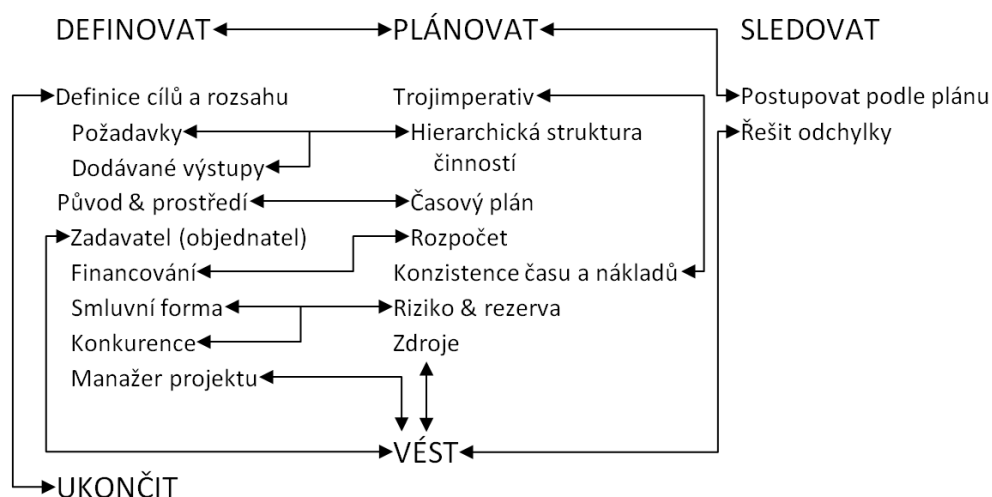 DEFINOVAT
PLÁNOVAT
SLEDOVAT
Definice cílů a rozsahu
Trojimperativ
Postupovat podle plánu
Požadavky
Hierarchická struktura
Řešit odchylky
Dodávané výstupy
činností
Původ & prostředí
Časový plán
Zadavatel (objednatel)
Rozpočet
Financování
Konzistence času a nákladů
Smluvní forma
Riziko & rezerva
Konkurence
Zdroje
Manažer projektu
VÉST
UKONČIT